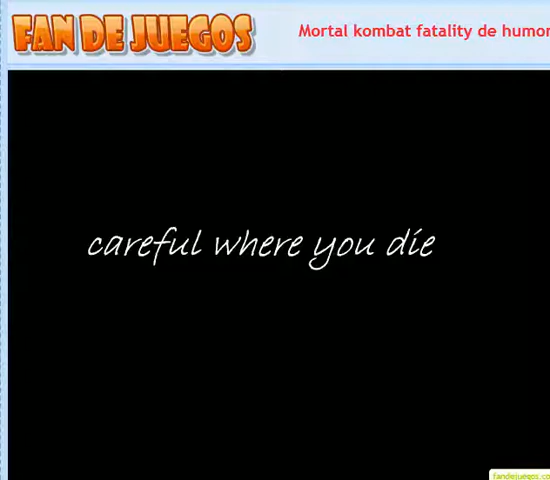 FAN DE JUEGOS
Mortal kombat fatality de humor
careful where you die
fandejuegos.co